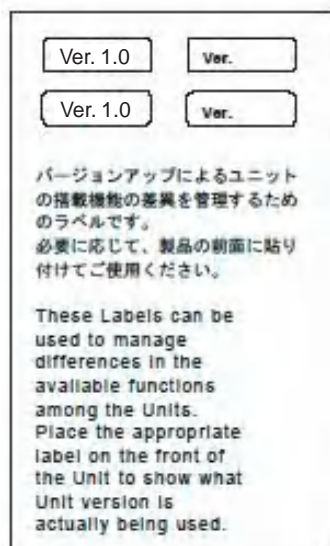 Ver. 1.0 Ver.
Ver. 1.0 Ver.
バージョンアップによるユニット
の搭載機能の差異を管理するため
のラベルです。
必要に応じて、製品の前面に貼り
付けてご使用ください。
These Labels can be
used to manage
differences in the
available functions
among the Units.
Place the appropriate
label on the front of
the Unit to show what
Unit version is
actually being used.